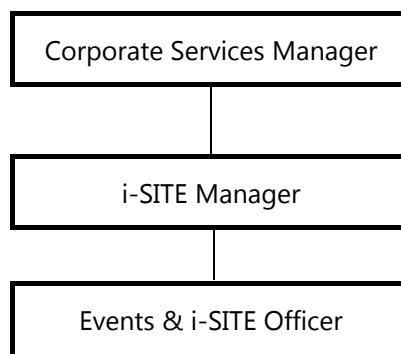 Corporate Services Manager
i-SITE Manager
Events & i-SITE Officer